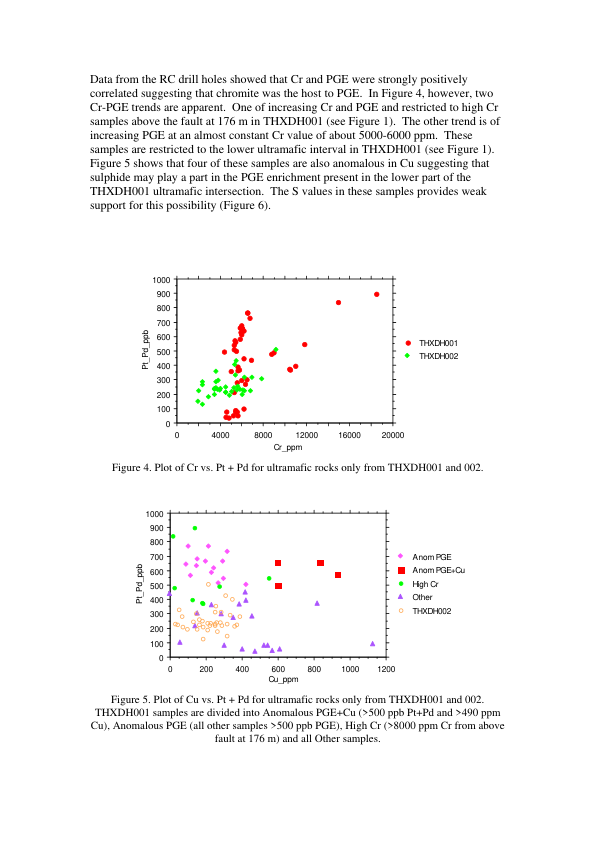 Data from the RC drill holes showed that Cr and PGE were strongly positively
correlated suggesting that chromite was the host to PGE.  In Figure 4, however, two
Cr-PGE trends are apparent.  One of increasing Cr and PGE and restricted to high Cr
samples above the fault at 176 m in THXDH001 (see Figure 1).  The other trend is of
increasing PGE at an almost constant Cr value of about 5000-6000 ppm.  These
samples are restricted to the lower ultramafic interval in THXDH001 (see Figure 1).
Figure 5 shows that four of these samples are also anomalous in Cu suggesting that
sulphide may play a part in the PGE enrichment present in the lower part of the
THXDH001 ultramafic intersection.  The S values in these samples provides weak
support for this possibility (Figure 6).
1000
900
800
700
600
500
400
300
200
100
0
Pt_Pd_ppb
0 4000 8000 12000 16000 20000
Cr_ppm
THXDH001
THXDH002
Figure 4. Plot of Cr vs. Pt + Pd for ultramafic rocks only from THXDH001 and 002.
1000
900
800
700
600
500
400
300
200
100
0
Pt_Pd_ppb
0 200 400 600 800 1000 1200
Cu_ppm
Anom PGE
Anom PGE+Cu
High Cr
Other
THXDH002
Figure 5. Plot of Cu vs. Pt + Pd for ultramafic rocks only from THXDH001 and 002.
THXDH001 samples are divided into Anomalous PGE+Cu (>500 ppb Pt+Pd and >490 ppm
Cu), Anomalous PGE (all other samples >500 ppb PGE), High Cr (>8000 ppm Cr from above
fault at 176 m) and all Other samples.